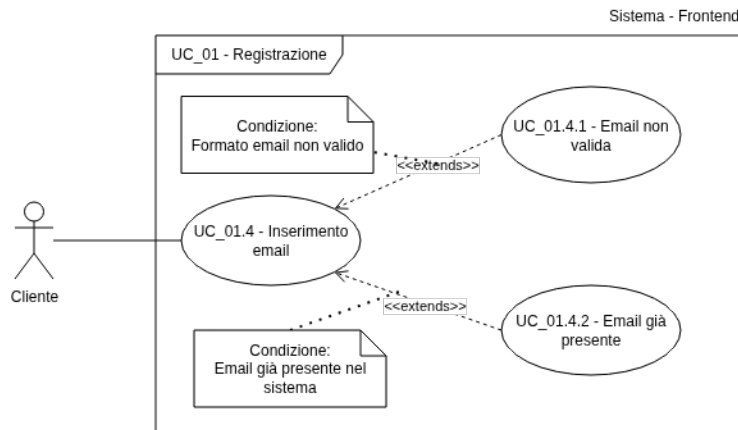 Sistema - Frontend
UC_01 - Registrazione
Condizione:
Formato email non valido
UC_01.4.1 - Email non
valida
<<extends>>
UC_01.4 - Inserimento
email
Cliente
<<extends>>
UC_01.4.2 - Email già
presente
Condizione:
Email già presente nel
sistema